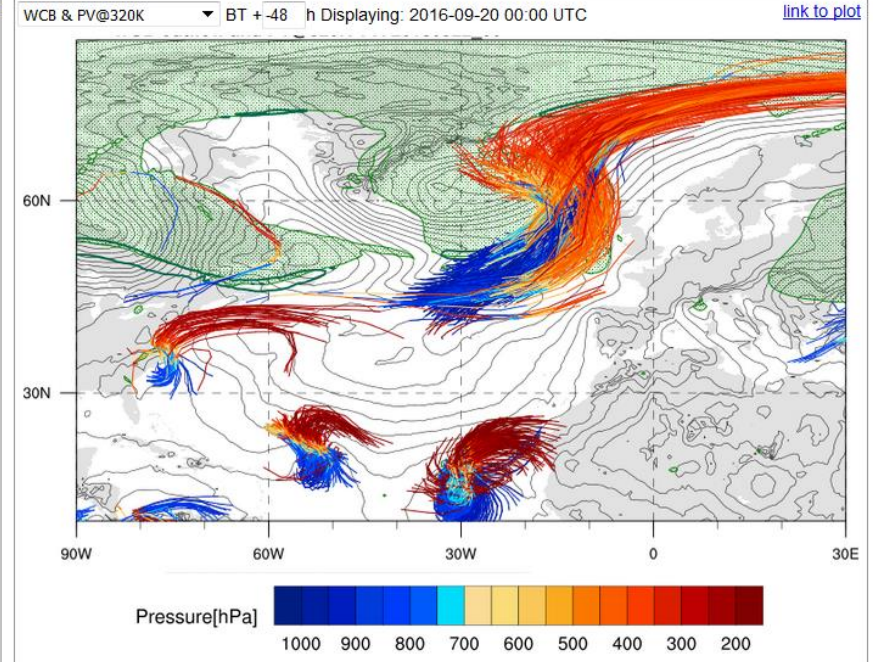 WCB & PV@320K BT + -48 h Displaying: 2016-09-20 00:00 UTC link to plot
60N
30N
90W 60W 30W 0 30E
Pressure[hPa]
1000 900 800 700 600 500 400 300 200